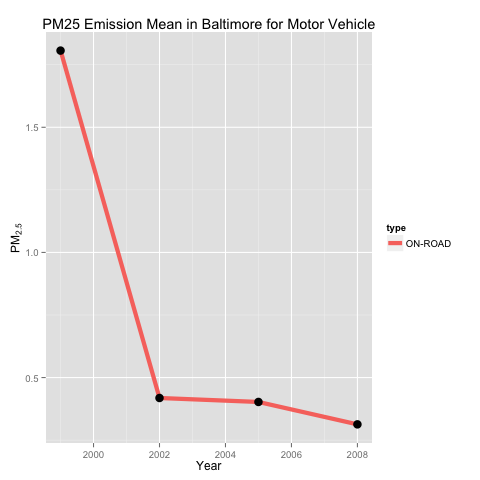 PM25 Emission Mean in Baltimore for Motor Vehicle
1.5
1.0
0.5
PM2.5
2000 2002 2004 2006 2008
Year
type
ON-ROAD